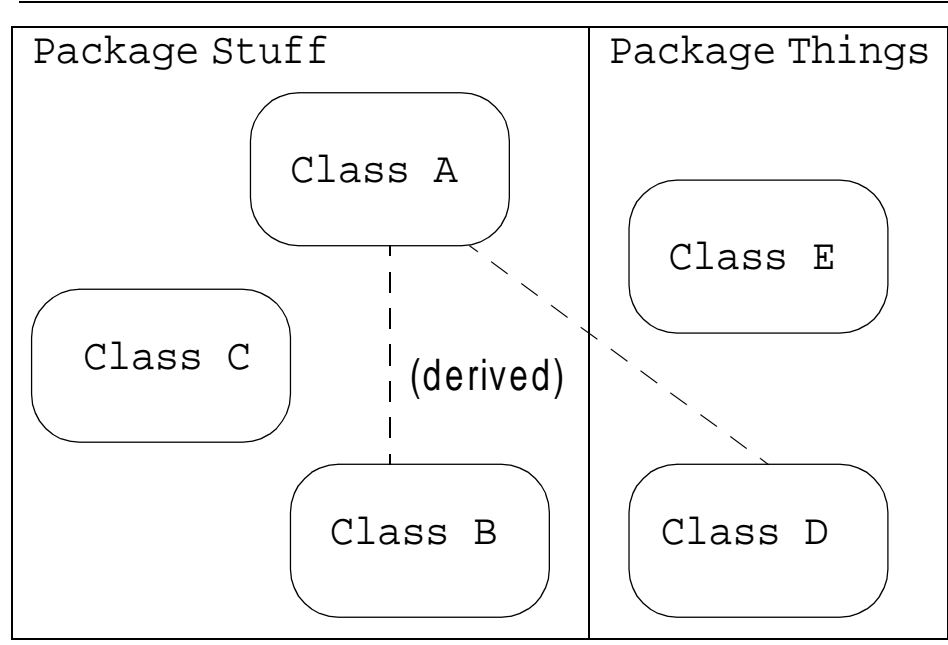 Package Stuff
Package Things
Class A
Class E
Class C
(derived)
Class B
Class D